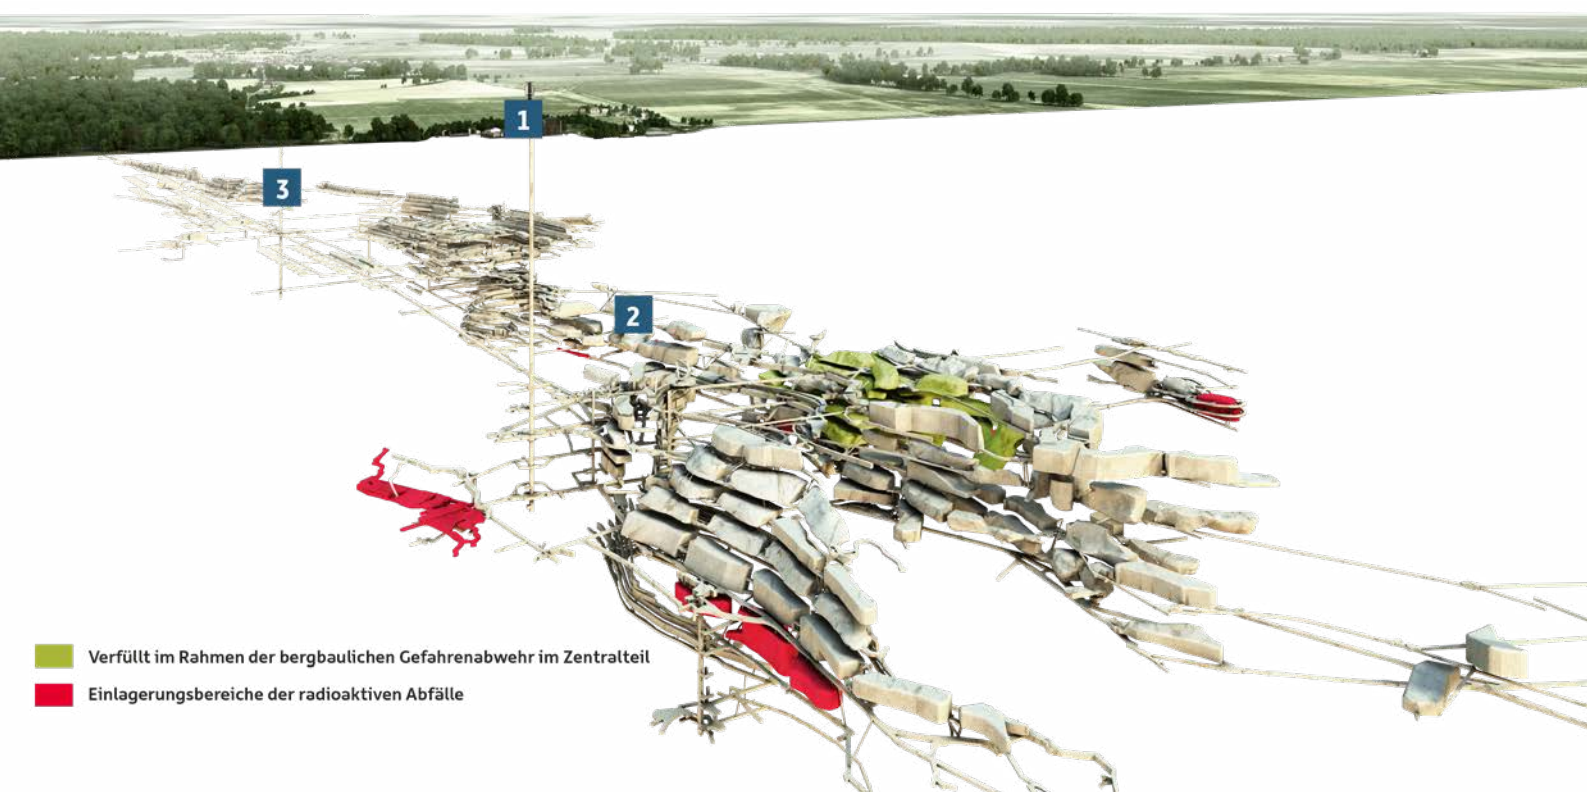 1
3
2
Verfüllt im Rahmen der bergbaulichen Gefahrenabwehr im Zentralteil
Einlagerungsbereiche der radioaktiven Abfälle